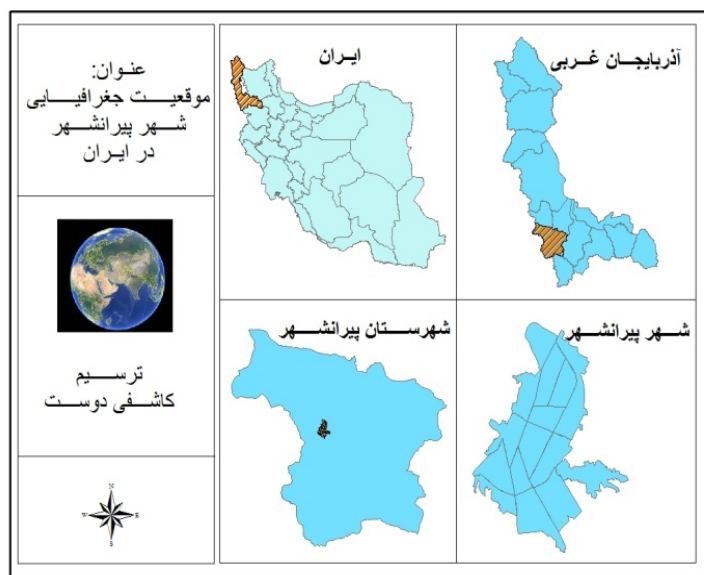 عنوان:
موقعیت جغرافیایی
شهر پیرانشهر
در ایران
ترسیم
کاشفی دوست
N
W E
S
ایران
آذربایجان غربی
شهرستان پیرانشهر
شهر پیرانشهر